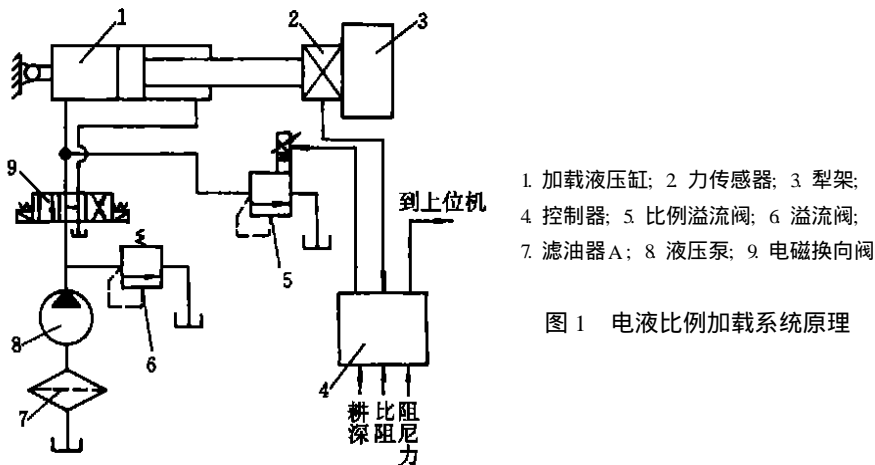 1
2
3
9
到上位机
5
6
8
4
7
耕深
比阻
阻尼力
1. 加载液压缸; 2 力传感器; 3. 犁架;
4. 控制器; 5. 比例溢流阀; 6. 溢流阀;
7. 滤油器A; 8. 液压泵; 9. 电磁换向阀
图 1 电液比例加载系统原理